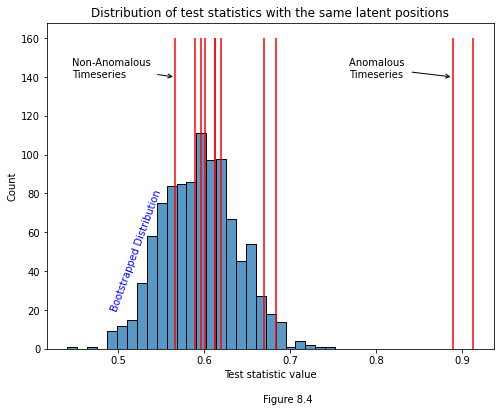 Distribution of test statistics with the same latent positions
160
140
120
100
80
60
40
20
0
Count
Non-Anomalous
Timeseries
Anomalous
Timeseries
Bootstrapped Distribution
0.5 0.6 0.7 0.8 0.9
Test statistic value
Figure 8.4